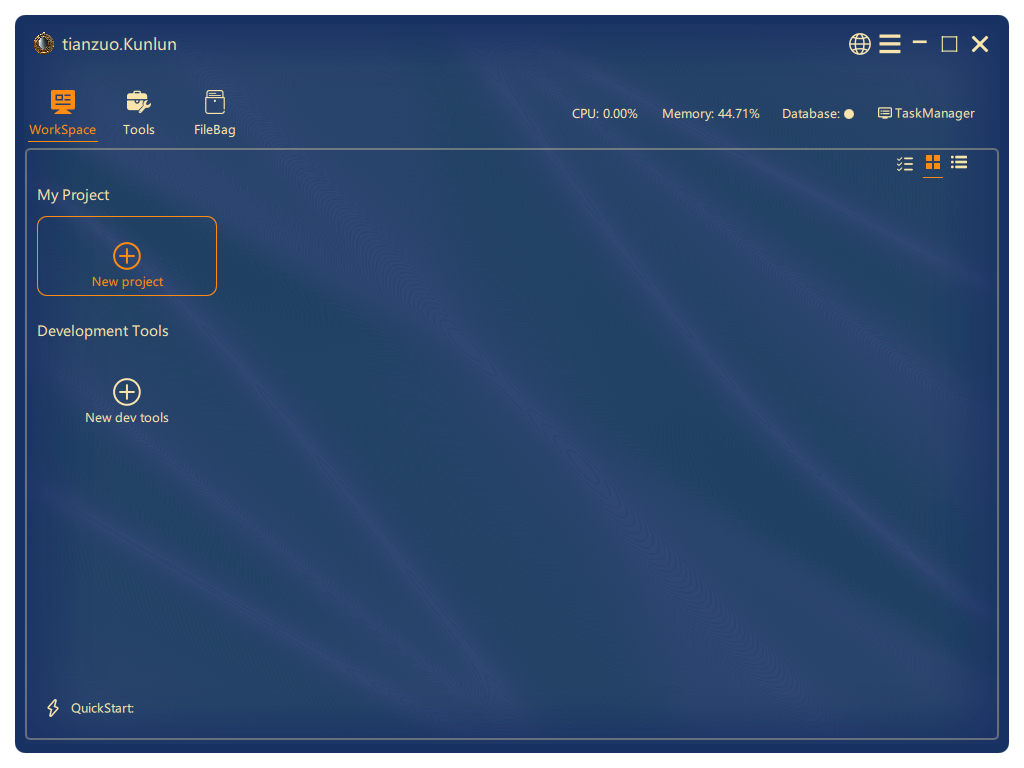 tianzuo.Kunlun
WorkSpace
Tools
FileBag
CPU: 0.00%
Memory: 44.71%
Database:
TaskManager
My Project
New project
Development Tools
New dev tools
QuickStart: